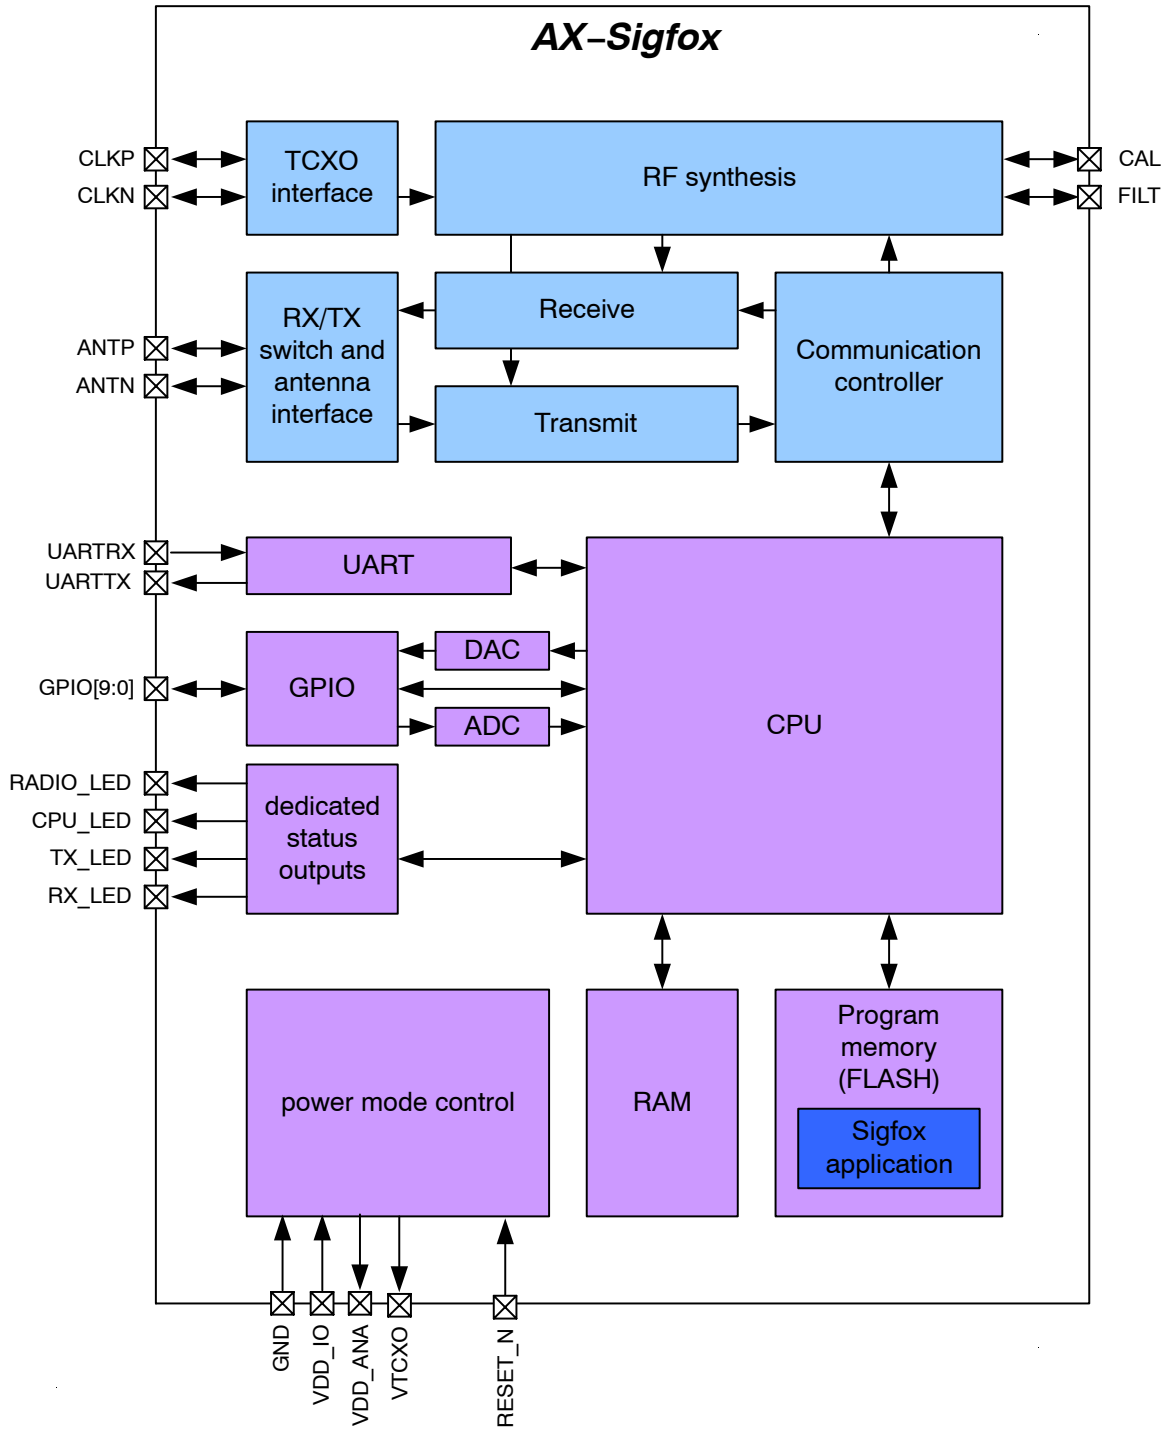 AX–Sigfox
CLKP
CLKN
TCXO
interface
RF synthesis
CAL
FILT
ANTP
ANTN
RX/TX
switch and
antenna
interface
Receive
Transmit
Communication
controller
UARTRX
UARTTX
UART
GPIO[9:0]
GPIO
DAC
ADC
CPU
RADIO_LED
CPU_LED
TX_LED
RX_LED
dedicated
status
outputs
power mode control
RAM
Program
memory
(FLASH)
Sigfox
application
GND
VDD_IO
VDD_ANA
VTCXO
RESET_N